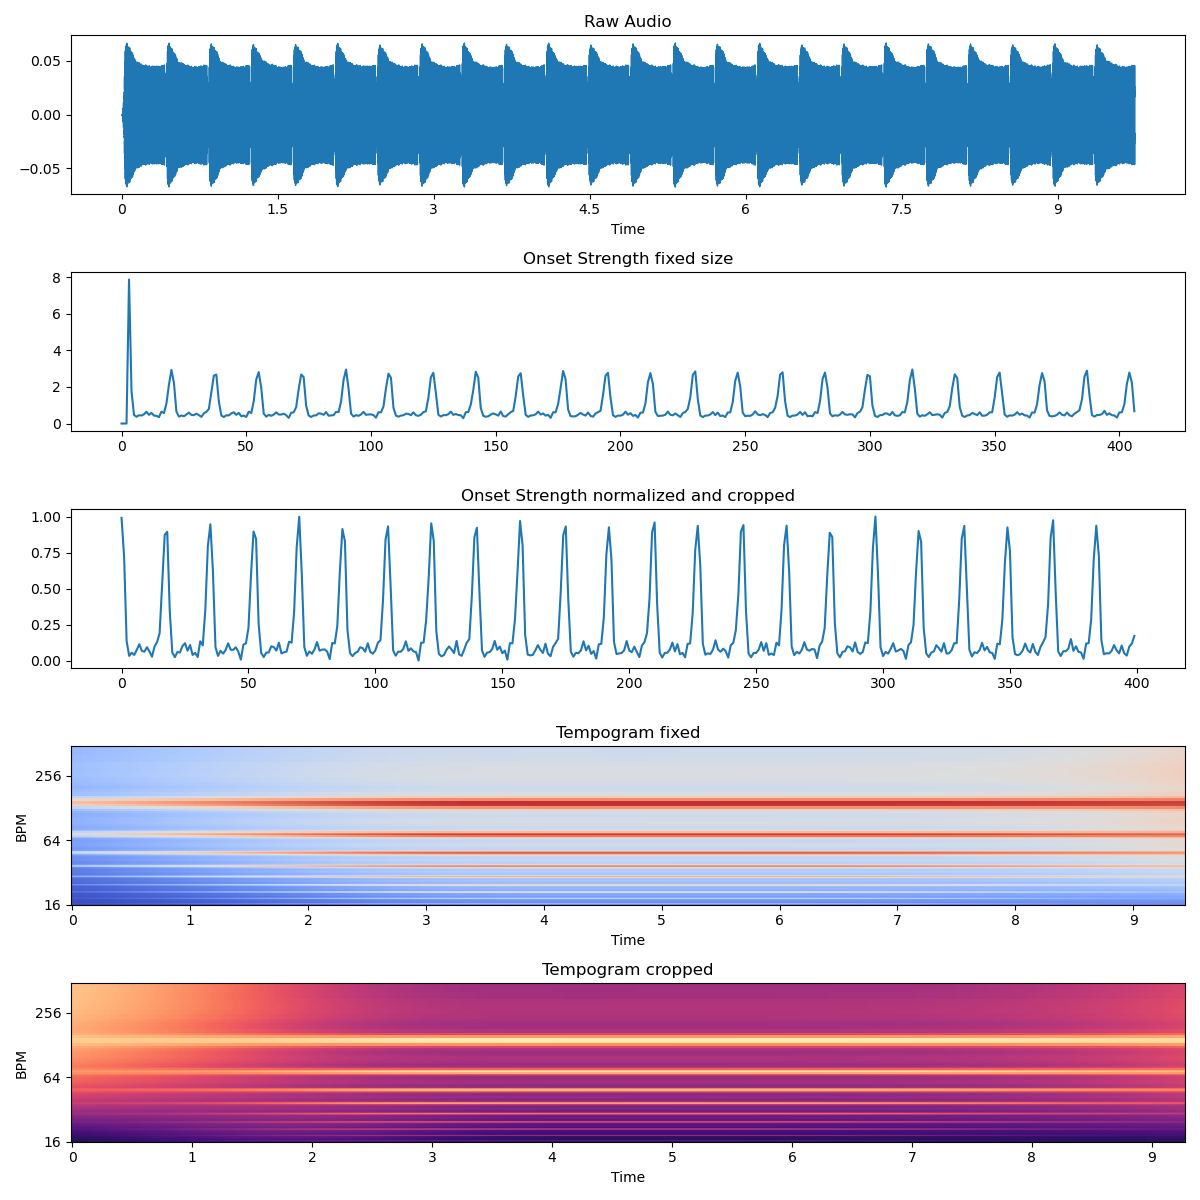 Raw Audio
0.05
0.00
−0.05
0 1.5 3 4.5 6 7.5 9
Time
Onset Strength fixed size
8
6
4
2
0
0 50 100 150 200 250 300 350 400
Onset Strength normalized and cropped
1.00
0.75
0.50
0.25
0.00
0 50 100 150 200 250 300 350 400
Tempogram fixed
256
64
16
BPM
0 1 2 3 4 5 6 7 8 9
Time
Tempogram cropped
256
64
16
BPM
0 1 2 3 4 5 6 7 8 9
Time